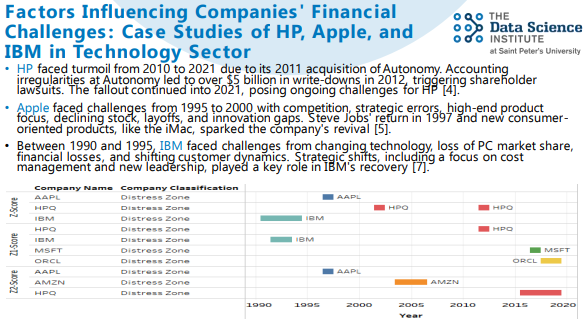 Factors Influencing Companies' Financial
Challenges: Case Studies of HP, Apple, and
IBM in Technology Sector
THE
Data Science
INSTITUTE
at Saint Peter's University
• HP faced turmoil from 2010 to 2021 due to its 2011 acquisition of Autonomy. Accounting
irregularities at Autonomy led to over $5 billion in write-downs in 2012, triggering shareholder
lawsuits. The fallout continued into 2021, posing ongoing challenges for HP [4].
• Apple faced challenges from 1995 to 2000 with competition, strategic errors, high-end product
focus, declining stock, layoffs, and innovation gaps. Steve Jobs' return in 1997 and new consumer-
oriented products, like the iMac, sparked the company's revival [5].
• Between 1990 and 1995, IBM faced challenges from changing technology, loss of PC market share,
financial losses, and shifting customer dynamics. Strategic shifts, including a focus on cost
management and new leadership, played a key role in IBM's recovery [7].
Company Name Company Classification
Z-Score
AAPL Distress Zone AAPL
HPQ Distress Zone HPQ HPQ
IBM Distress Zone IBM
Z1-Score
HPQ Distress Zone HPQ
IBM Distress Zone IBM
MSFT Distress Zone MSFT
ORCL Distress Zone ORCL
Z2-Score
AAPL Distress Zone AAPL
AMZN Distress Zone AMZN
HPQ Distress Zone
1990 1995 2000 2005 2010 2015 2020
Year